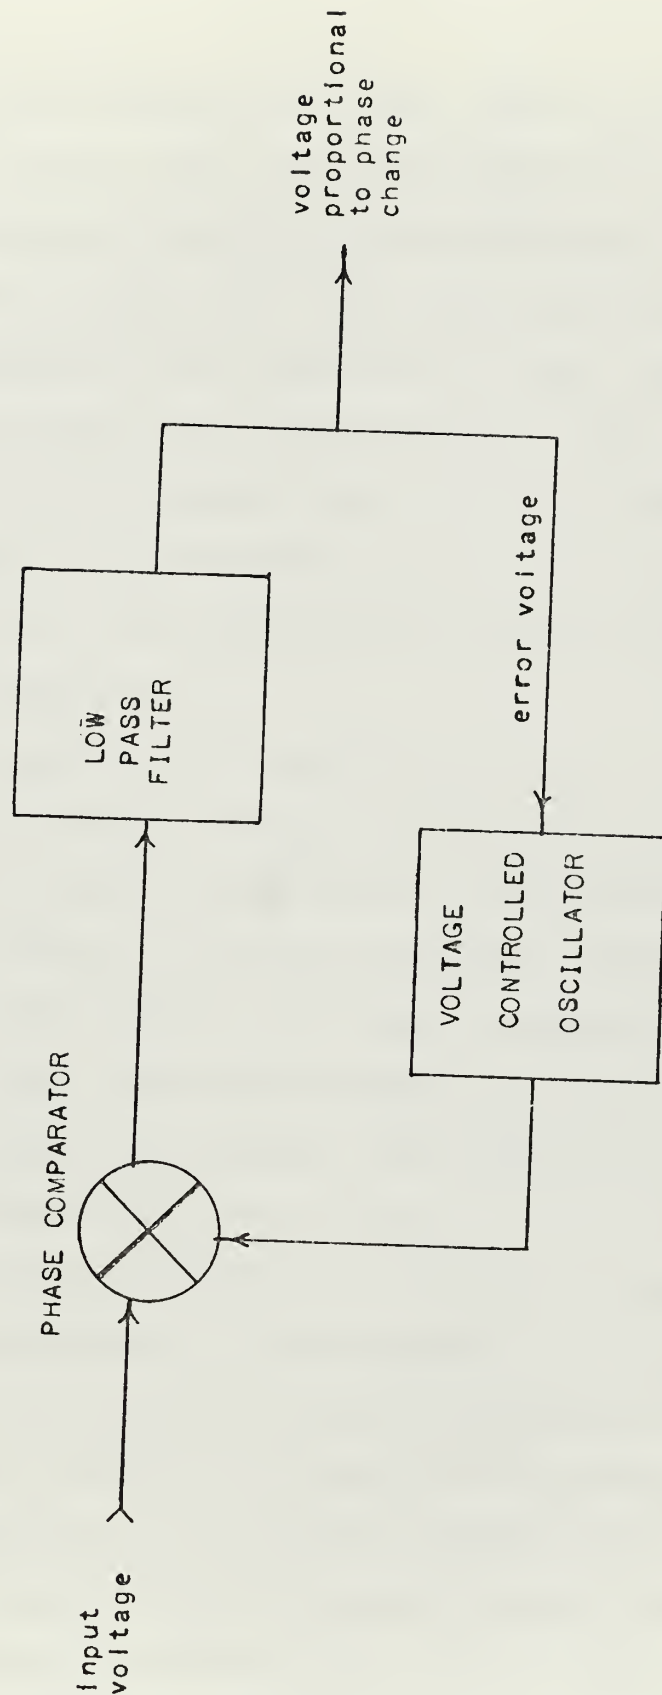 Input
voltage
PHASE COMPARATOR
LOW
PASS
FILTER
voltage
proportional
to phase
change
error voltage
VOLTAGE
CONTROLLED
OSCILLATOR